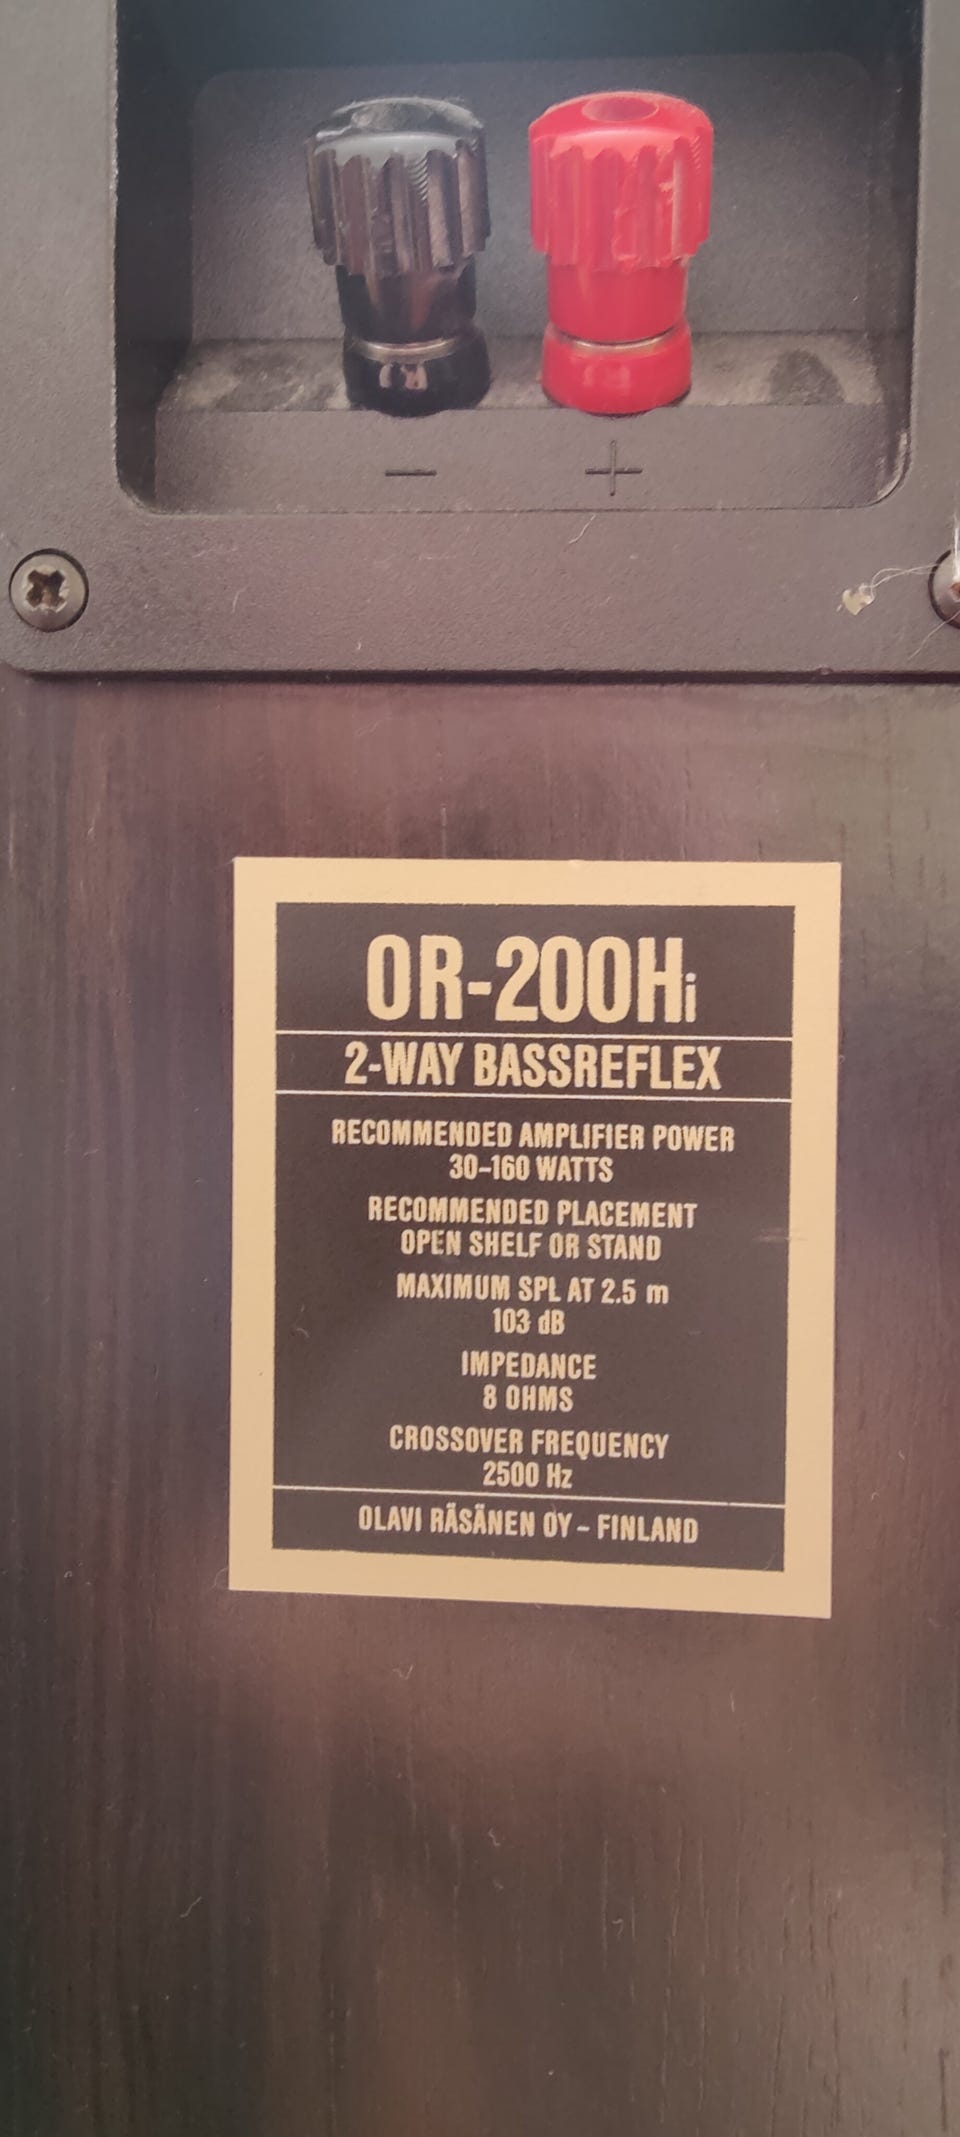 — +
OR-200Hi
2-WAY BASSREFLEX
RECOMMENDED AMPLIFIER POWER
30-160 WATTS
RECOMMENDED PLACEMENT
OPEN SHELF OR STAND
MAXIMUM SPL AT 2.5 m
103 dB
IMPEDANCE
8 OHMS
CROSSOVER FREQUENCY
2500 Hz
OLAVI RÄSÄNEN OY - FINLAND